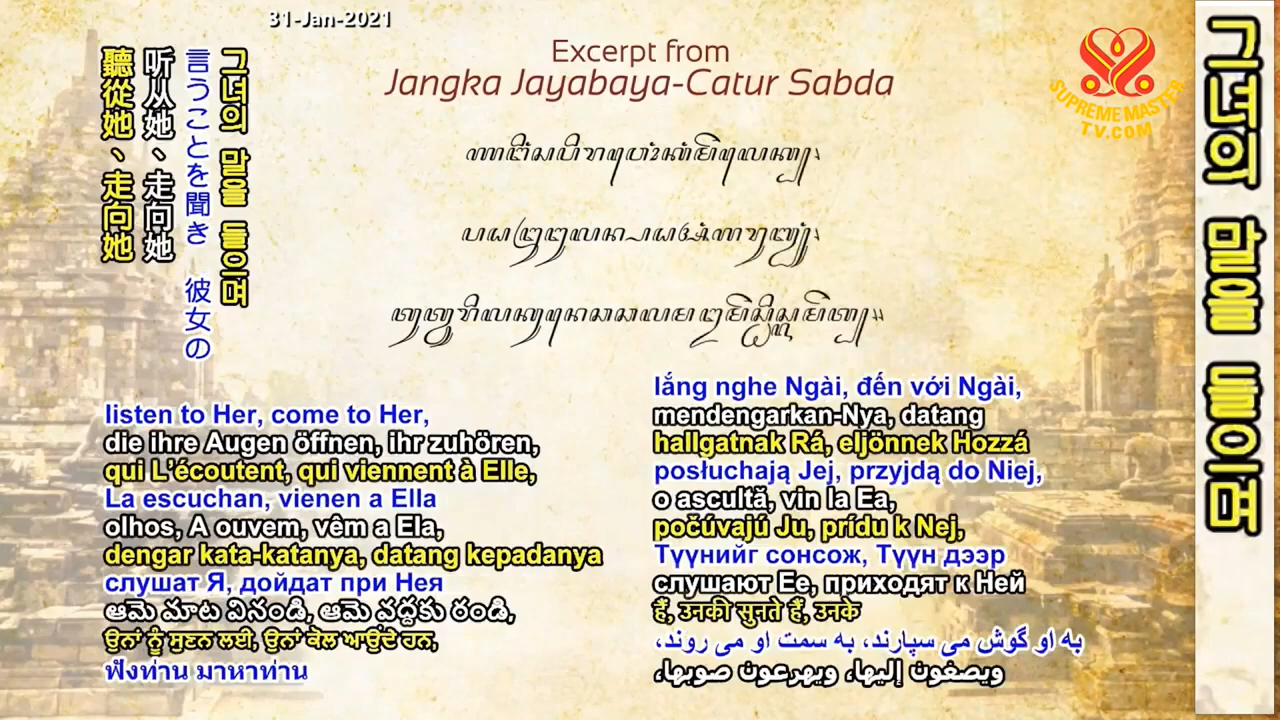 31-Jan-2021
Excerpt from
Jangka Jayabaya-Catur Sabda
SUPREME MASTER
TV.COM
그녀의 말을 들으며
言うことを聞き 彼女の
听从她、走向她
聽從她、走向她
listen to Her, come to Her,
die ihre Augen öffnen, ihr zuhören,
qui L'écoutent, qui viennent à Elle,
La escuchan, vienen a Ella
olhos, A ouvem, vêm a Ela,
dengar kata-katanya, datang kepadanya
слушат Я, дойдат при Нея
ఆమె మాట వినండి, ఆమె వద్దకు రండి,
ਉਨਾਂ ਨੂੰ ਸੁਣਨ ਲਈ, ਉਨਾਂ ਕੋਲ ਆਉਂਦੇ ਹਨ,
ฟังท่าน มาหาท่าน
lắng nghe Ngài, đến với Ngài,
mendengarkan-Nya, datang
hallgatnak Rá, eljönnek Hozzá
posłuchają Jej, przyjdą do Niej,
o ascultă, vin la Ea,
počúvajú Ju, prídu k Nej,
Түүнийг сонсож, Түүн дээр
слушают Ее, приходят к Ней
हैं, उनकी सुनते हैं, उनके
به او گوش می سپارند، به سمت او می روند،
ويصغون إليها، ويهرعون صوبها،
그녀의 말을 들으며